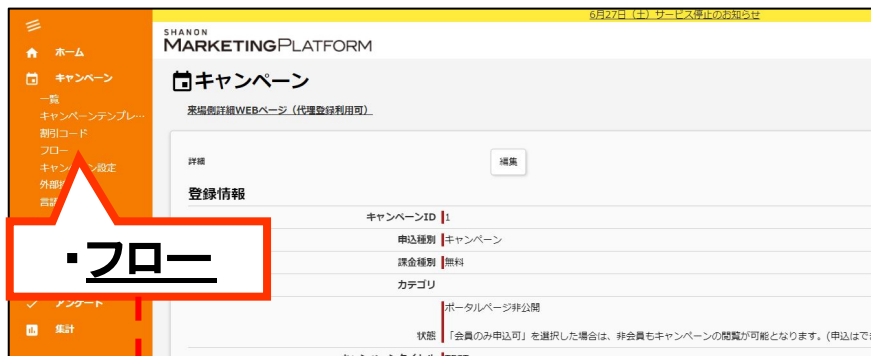 6月27日（土）サービス停止のお知らせ
SHANON
MARKETINGPLATFORM
ホーム
キャンペーン
一覧
キャンペーンテンプレ…
割引コード
フロー
キャンペーン設定
外部
言語
・フロー
アンケート
集計
キャンペーン
来場側詳細WEBページ（代理登録利用可）
詳細
編集
登録情報
キャンペーンID 1
申込種別 キャンペーン
課金種別 無料
カテゴリ
ポータルページ非公開
状態 「会員のみ申込可」を選択した場合は、非会員もキャンペーンの閲覧が可能となります。(申込はでき